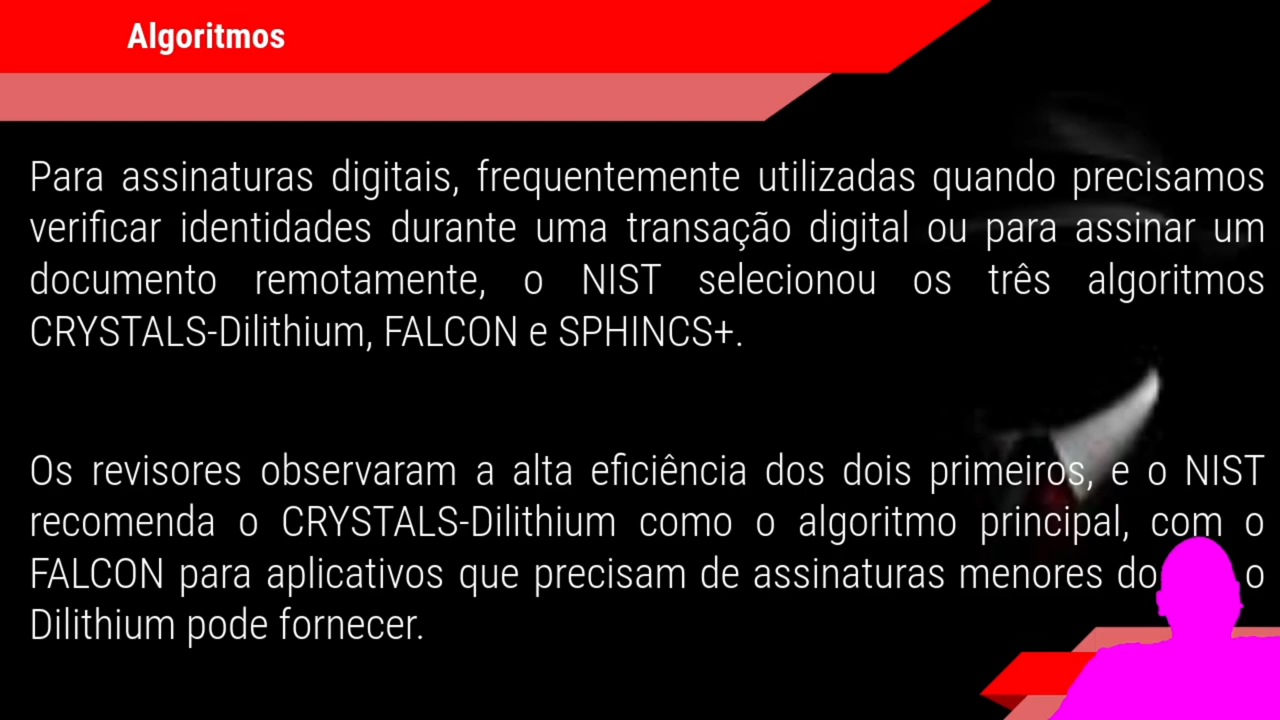 Algoritmos
Para assinaturas digitais, frequentemente utilizadas quando precisamos
verificar identidades durante uma transação digital ou para assinar um
documento remotamente, o NIST selecionou os três algoritmos
CRYSTALS-Dilithium, FALCON e SPHINCS+.
Os revisores observaram a alta eficiência dos dois primeiros, e o NIST
recomenda o CRYSTALS-Dilithium como o algoritmo principal, com o
FALCON para aplicativos que precisam de assinaturas menores do o
Dilithium pode fornecer.